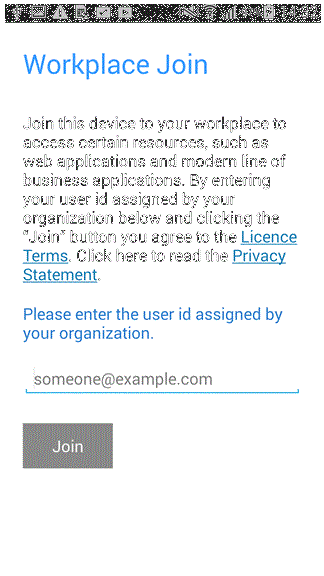 Workplace Join
Join this device to your workplace to
access certain resources, such as
web applications and modern line of
business applications. By entering
your user id assigned by your
organization below and clicking the
"Join" button you agree to the Licence
Terms. Click here to read the Privacy
Statement.
Please enter the user id assigned by
your organization.
someone@example.com
Join